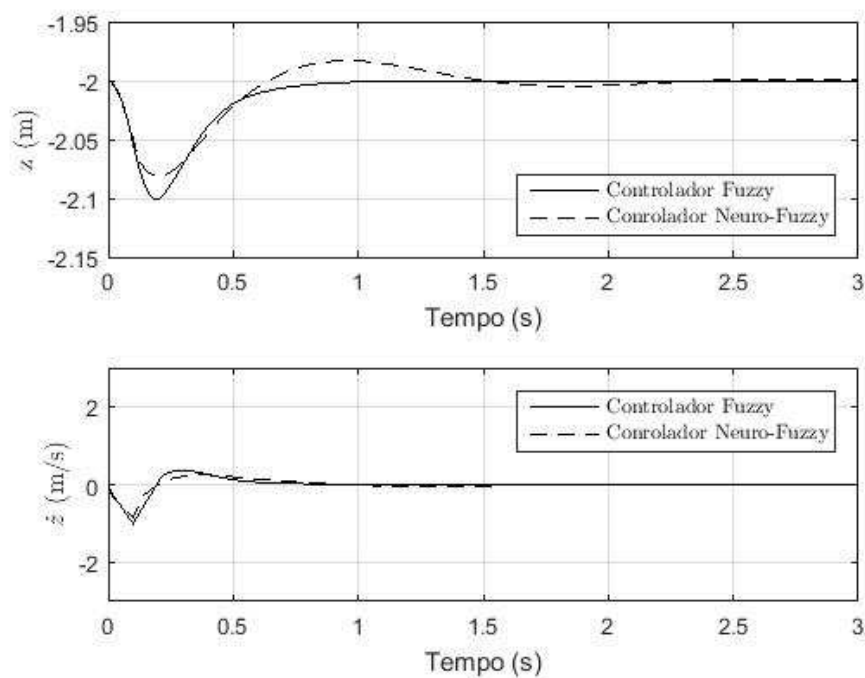 -1.95
-2
-2.05
-2.1
-2.15
z (m)
Controlador Fuzzy
Conrolador Neuro-Fuzzy
0 0.5 1 1.5 2 2.5 3
Tempo (s)
2
0
-2
ż (m/s)
Controlador Fuzzy
Conrolador Neuro-Fuzzy
0 0.5 1 1.5 2 2.5 3
Tempo (s)